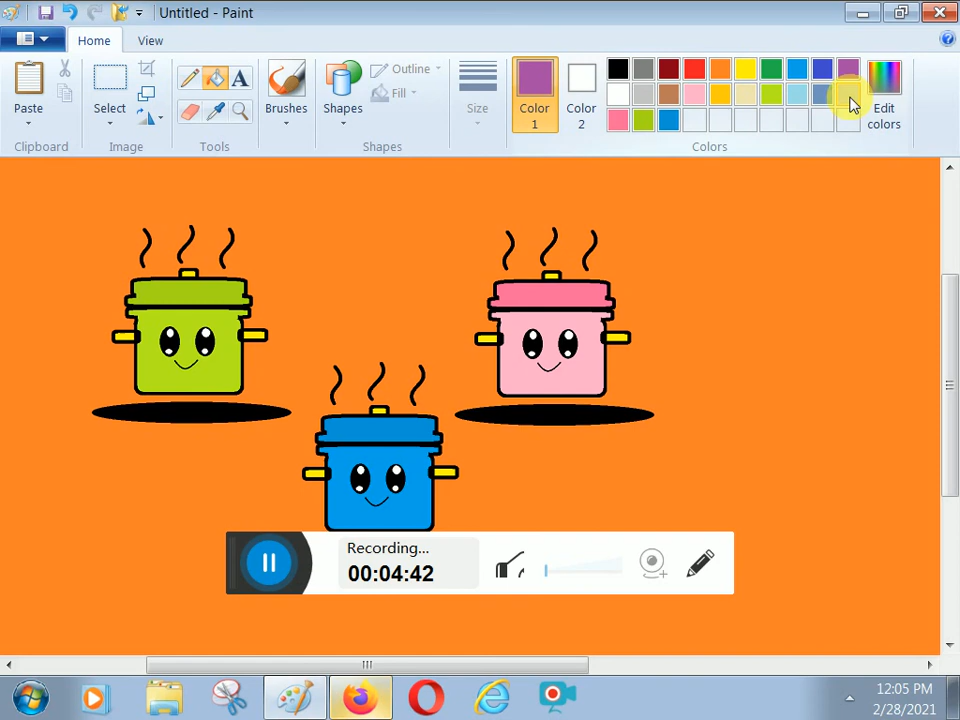 Untitled - Paint
Home View
Paste
Select
Brushes
Shapes
Outline
Fill
Size
Color 1
Color 2
Edit colors
Clipboard
Image
Tools
Shapes
Colors
Recording...
00:04:42
12:05 PM
2/28/2021